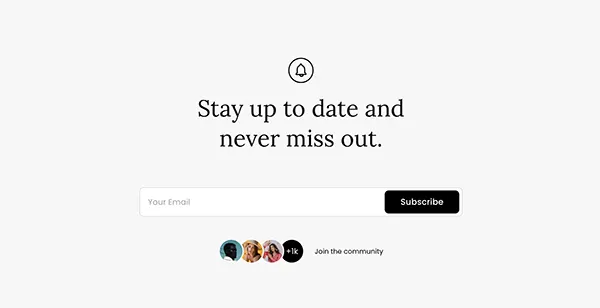 Stay up to date and
never miss out.
Your Email
Subscribe
+1k
Join the community